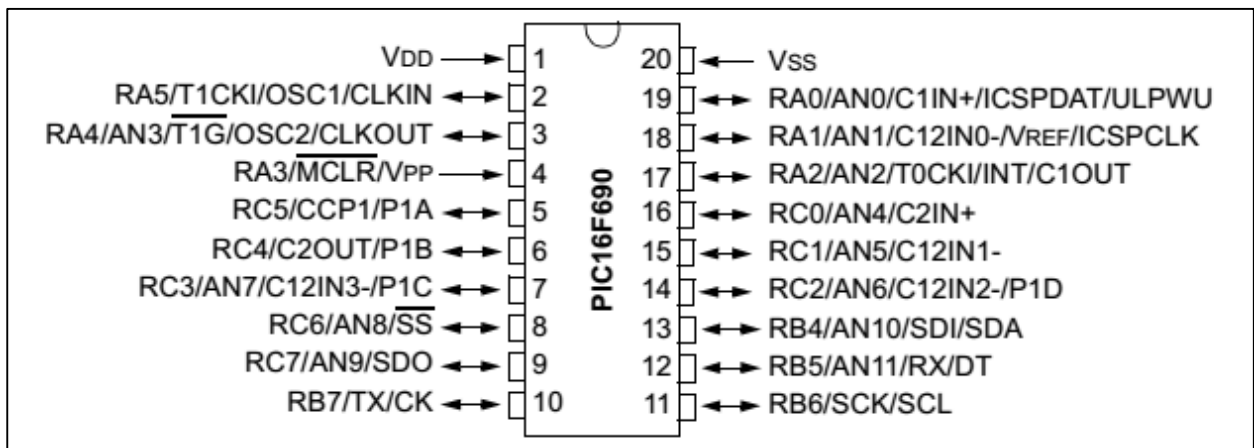 VDD 1
RA5/T1CKI/OSC1/CLKIN 2
RA4/AN3/T1G/OSC2/CLKOUT 3
RA3/MCLR/VPP 4
RC5/CCP1/P1A 5
RC4/C2OUT/P1B 6
RC3/AN7/C12IN3-/P1C 7
RC6/AN8/SS 8
RC7/AN9/SDO 9
RB7/TX/CK 10
PIC16F690
20 VSS
19 RA0/AN0/C1IN+/ICSPDAT/ULPWU
18 RA1/AN1/C12IN0-/VREF/ICSPCLK
17 RA2/AN2/T0CKI/INT/C1OUT
16 RC0/AN4/C2IN+
15 RC1/AN5/C12IN1-
14 RC2/AN6/C12IN2-/P1D
13 RB4/AN10/SDI/SDA
12 RB5/AN11/RX/DT
11 RB6/SCK/SCL